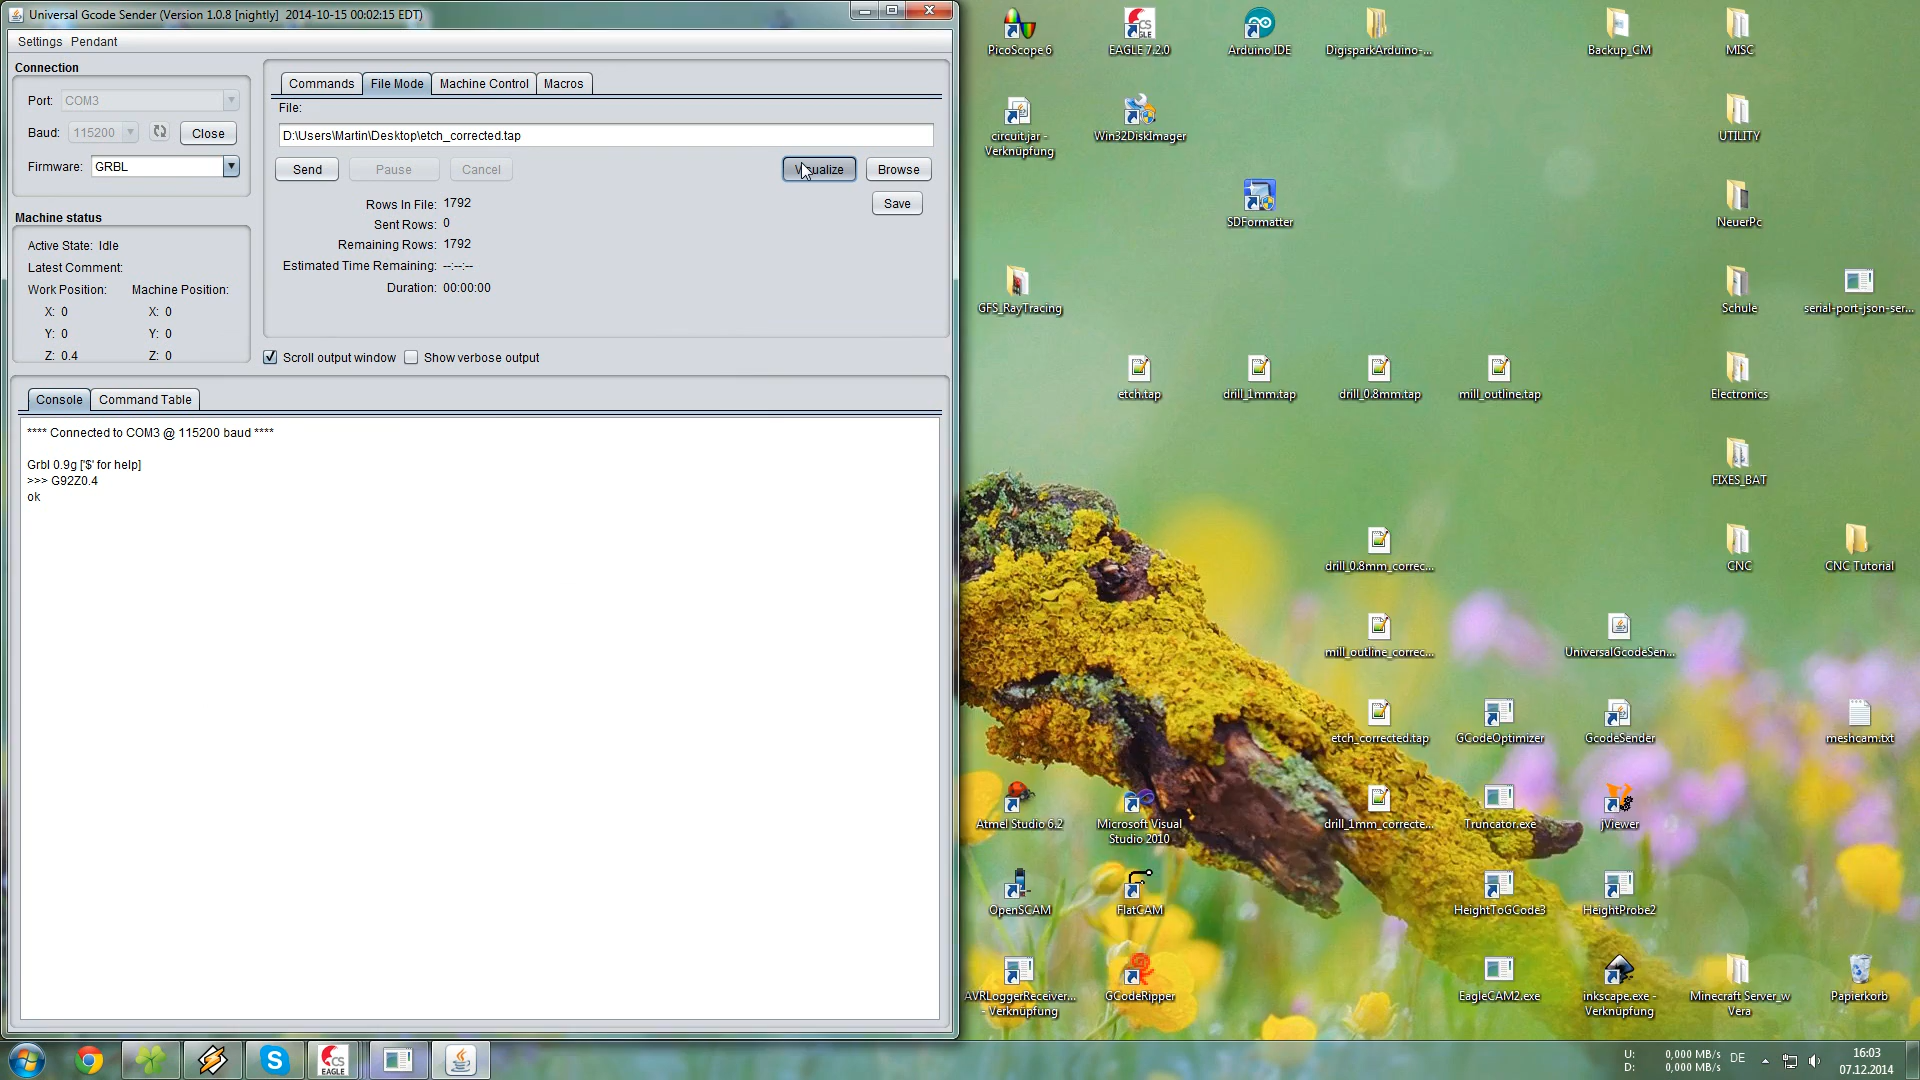 Universal Gcode Sender (Version 1.0.8 [nightly]  2014-10-15 00:02:15 EDT)
Settings Pendant
Connection
Port: COM3
Baud: 115200 Close
Firmware: GRBL
Machine status
Active State: Idle
Latest Comment:
Work Position: Machine Position:
X: 0 X: 0
Y: 0 Y: 0
Z: 0.4 Z: 0
Commands File Mode Machine Control Macros
File:
D:\Users\Martin\Desktop\etch_corrected.tap
Send Pause Cancel Visualize Browse
Save
Rows In File: 1792
Sent Rows: 0
Remaining Rows: 1792
Estimated Time Remaining: --:--:--
Duration: 00:00:00
Scroll output window Show verbose output
Console Command Table
**** Connected to COM3 @ 115200 baud ****
Grbl 0.9g ['$' for help]
>>> G92Z0.4
ok
PicoScope 6 EAGLE 7.2.0 Arduino IDE DigisparkArduino-... Backup_CM MISC
circuit.jar -
Verknüpfung
Win32DiskImager UTILITY
SDFormatter NeuerPc
GFS_RayTracing Schule serial-port-json-ser...
etch.tap drill_1mm.tap drill_0.8mm.tap mill_outline.tap Electronics
FIXES_BAT
drill_0.8mm_correc... CNC CNC Tutorial
mill_outline_correc... UniversalGcodeSen...
etch_corrected.tap GCodeOptimizer GcodeSender meshcam.txt
Atmel Studio 6.2
Microsoft Visual
Studio 2010
drill_1mm_correcte... Truncator.exe jViewer
OpenSCAM FlatCAM HeightToGCode3 HeightProbe2
AVRLoggerReceiver...
- Verknüpfung
GCodeRipper EagleCAM2.exe
inkscape.exe -
Verknüpfung
Minecraft Server_w
Vera
Papierkorb
CS
EAGLE
U: 0,000 MB/s
D: 0,000 MB/s
DE
16:03
07.12.2014